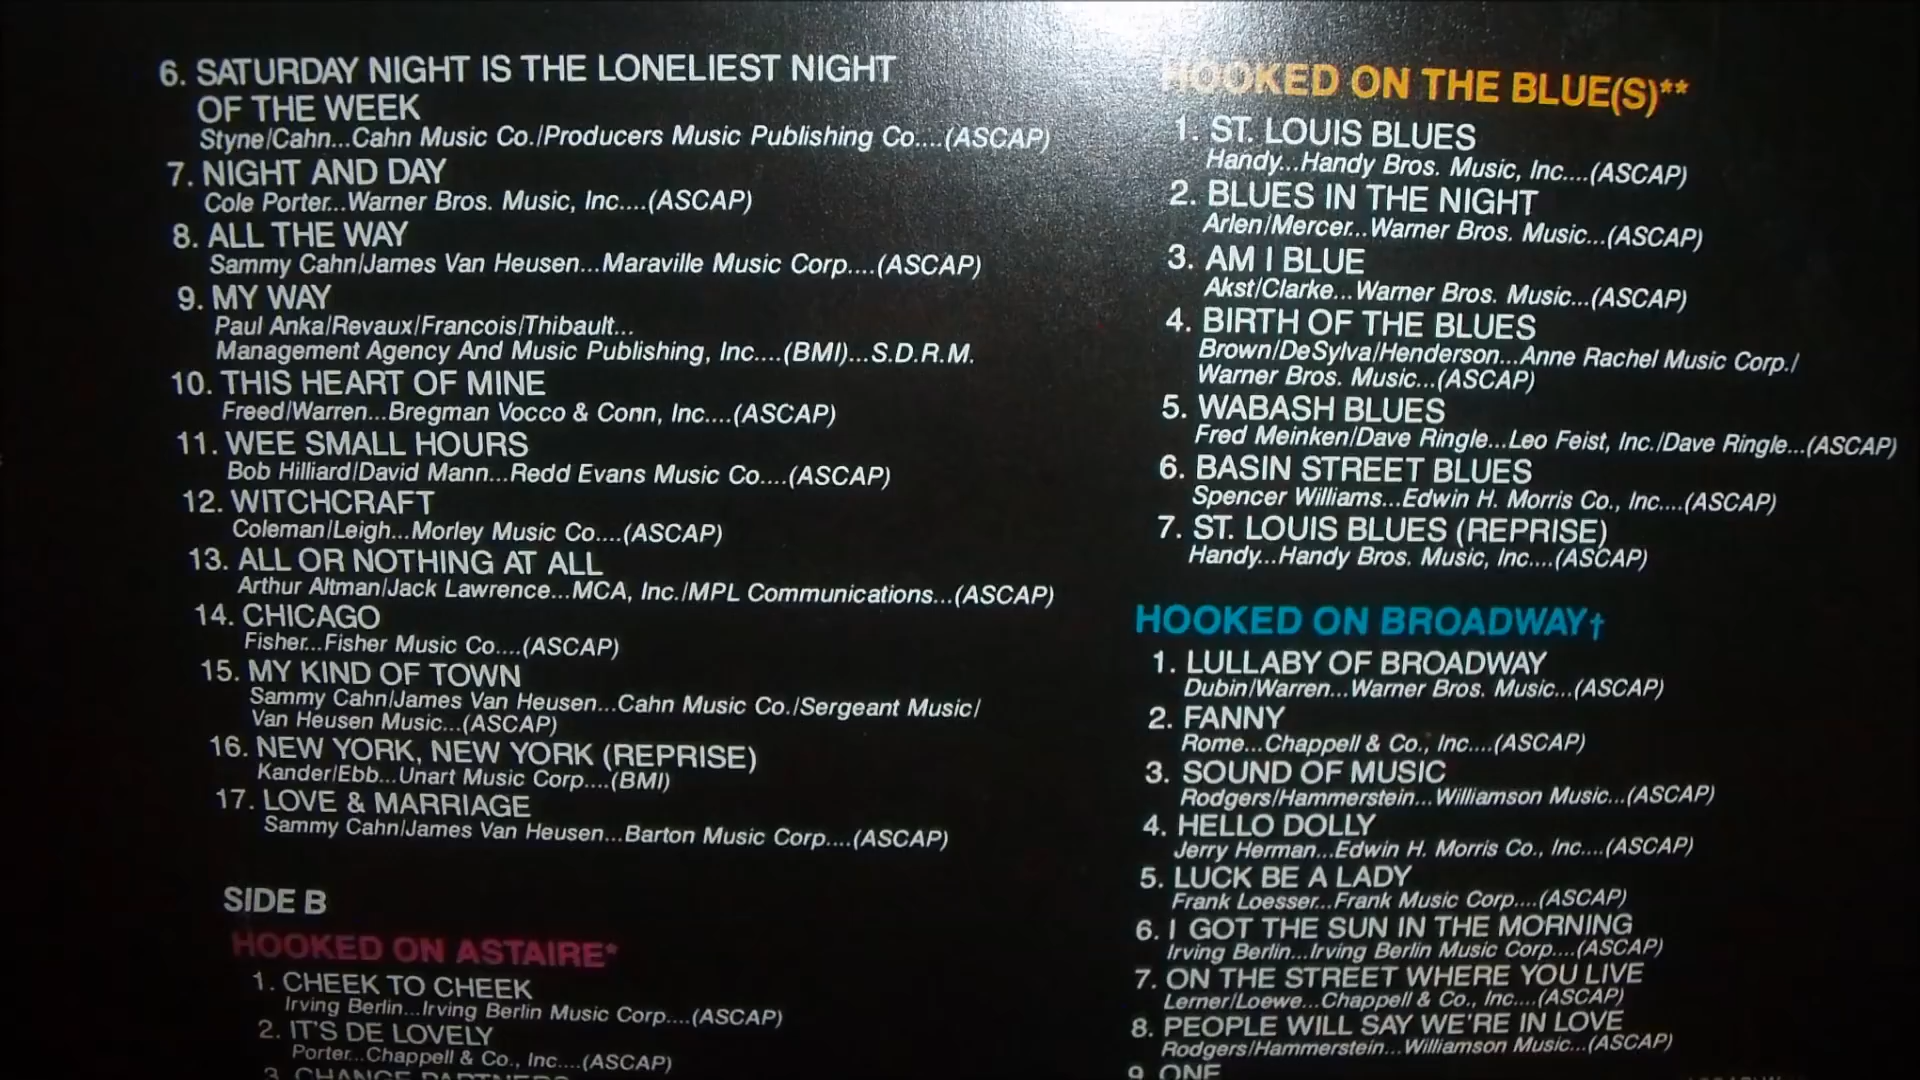 6. SATURDAY NIGHT IS THE LONELIEST NIGHT
OF THE WEEK
Styne/Cahn...Cahn Music Co./Producers Music Publishing Co....(ASCAP)
7. NIGHT AND DAY
Cole Porter...Warner Bros. Music, Inc....(ASCAP)
8. ALL THE WAY
Sammy Cahn/James Van Heusen...Maraville Music Corp....(ASCAP)
9. MY WAY
Paul Anka/Revaux/Francois/Thibault...
Management Agency And Music Publishing, Inc....(BMI)...S.D.R.M.
10. THIS HEART OF MINE
Freed/Warren...Bregman Vocco & Conn, Inc....(ASCAP)
11. WEE SMALL HOURS
Bob Hilliard/David Mann...Redd Evans Music Co....(ASCAP)
12. WITCHCRAFT
Coleman/Leigh...Morley Music Co....(ASCAP)
13. ALL OR NOTHING AT ALL
Arthur Altman/Jack Lawrence...MCA, Inc./MPL Communications...(ASCAP)
14. CHICAGO
Fisher...Fisher Music Co....(ASCAP)
15. MY KIND OF TOWN
Sammy Cahn/James Van Heusen...Cahn Music Co./Sergeant Music/
Van Heusen Music...(ASCAP)
16. NEW YORK, NEW YORK (REPRISE)
Kander/Ebb...Unart Music Corp....(BMI)
17. LOVE & MARRIAGE
Sammy Cahn/James Van Heusen...Barton Music Corp....(ASCAP)
SIDE B
HOOKED ON ASTAIRE*
1. CHEEK TO CHEEK
Irving Berlin...Irving Berlin Music Corp....(ASCAP)
2. IT'S DE LOVELY
Porter...Chappell & Co., Inc....(ASCAP)
3. CHANGE PARTNERS
HOOKED ON THE BLUE(S)**
1. ST. LOUIS BLUES
Handy...Handy Bros. Music, Inc....(ASCAP)
2. BLUES IN THE NIGHT
Arlen/Mercer...Warner Bros. Music...(ASCAP)
3. AM I BLUE
Akst/Clarke...Warner Bros. Music...(ASCAP)
4. BIRTH OF THE BLUES
Brown/DeSylva/Henderson...Anne Rachel Music Corp./
Warner Bros. Music...(ASCAP)
5. WABASH BLUES
Fred Meinken/Dave Ringle...Leo Feist, Inc./Dave Ringle...(ASCAP)
6. BASIN STREET BLUES
Spencer Williams...Edwin H. Morris Co., Inc....(ASCAP)
7. ST. LOUIS BLUES (REPRISE)
Handy...Handy Bros. Music, Inc....(ASCAP)
HOOKED ON BROADWAY†
1. LULLABY OF BROADWAY
Dubin/Warren...Warner Bros. Music...(ASCAP)
2. FANNY
Rome...Chappell & Co., Inc....(ASCAP)
3. SOUND OF MUSIC
Rodgers/Hammerstein...Williamson Music...(ASCAP)
4. HELLO DOLLY
Jerry Herman...Edwin H. Morris Co., Inc....(ASCAP)
5. LUCK BE A LADY
Frank Loesser...Frank Music Corp....(ASCAP)
6. I GOT THE SUN IN THE MORNING
Irving Berlin...Irving Berlin Music Corp....(ASCAP)
7. ON THE STREET WHERE YOU LIVE
Lerner/Loewe...Chappell & Co., Inc....(ASCAP)
8. PEOPLE WILL SAY WE'RE IN LOVE
Rodgers/Hammerstein...Williamson Music...(ASCAP)
9. ONE